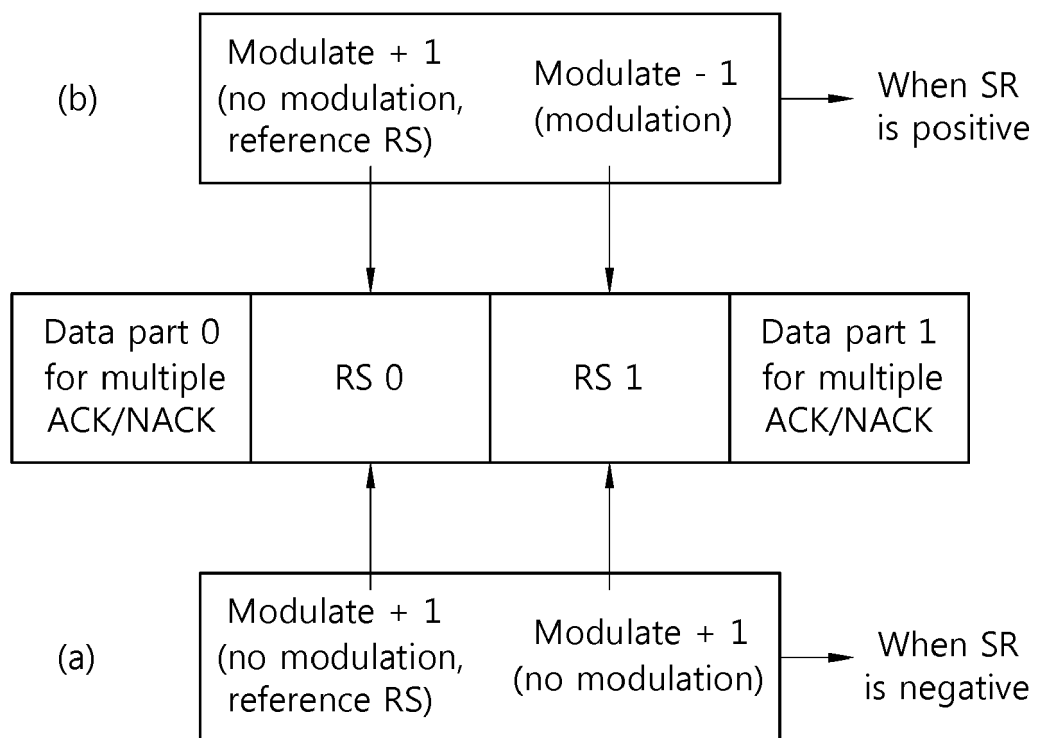 (b)
Modulate + 1
(no modulation,
reference RS)
Modulate - 1
(modulation)
When SR
is positive
Data part 0
for multiple
ACK/NACK
RS 0
RS 1
Data part 1
for multiple
ACK/NACK
(a)
Modulate + 1
(no modulation,
reference RS)
Modulate + 1
(no modulation)
When SR
is negative